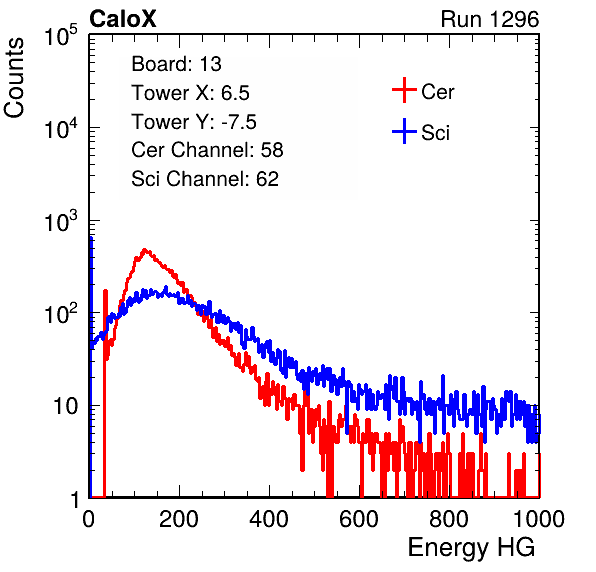 CaloX Run 1296
Counts
10^5
10^4
10^3
10^2
10
1
Board: 13
Tower X: 6.5
Tower Y: -7.5
Cer Channel: 58
Sci Channel: 62
Cer
Sci
0 200 400 600 800 1000
Energy HG